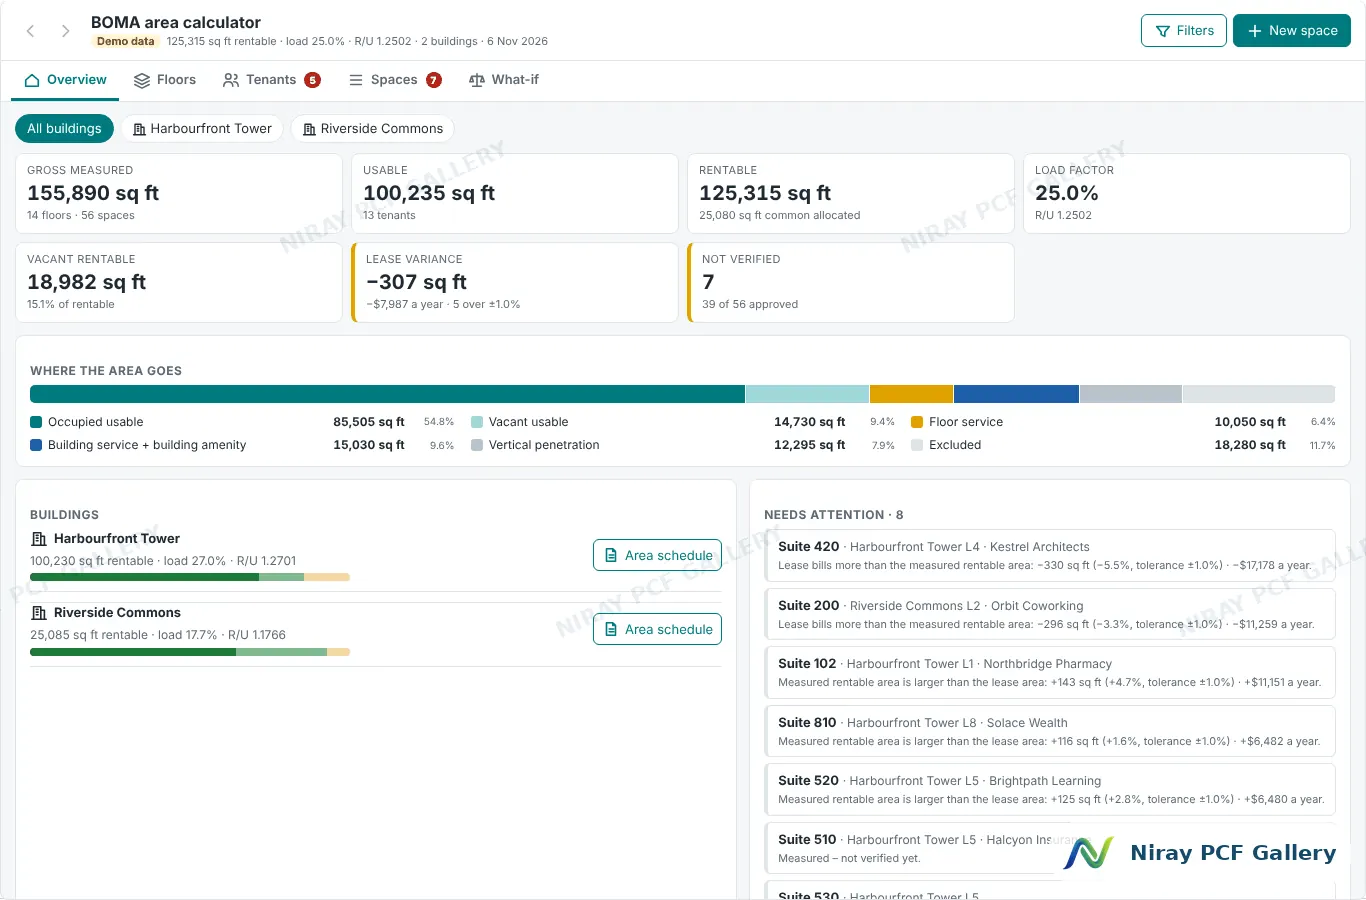 BOMA area calculator
Demo data 125,315 sq ft rentable · load 25.0% · R/U 1.2502 · 2 buildings · 6 Nov 2026
Filters
New space
Overview
Floors
Tenants 5
Spaces 7
What-if
All buildings
Harbourfront Tower
Riverside Commons
GROSS MEASURED
155,890 sq ft
14 floors · 56 spaces
USABLE
100,235 sq ft
13 tenants
RENTABLE
125,315 sq ft
25,080 sq ft common allocated
LOAD FACTOR
25.0%
R/U 1.2502
VACANT RENTABLE
18,982 sq ft
15.1% of rentable
LEASE VARIANCE
−307 sq ft
−$7,987 a year · 5 over ±1.0%
NOT VERIFIED
7
39 of 56 approved
WHERE THE AREA GOES
Occupied usable 85,505 sq ft 54.8%
Vacant usable 14,730 sq ft 9.4%
Floor service 10,050 sq ft 6.4%
Building service + building amenity 15,030 sq ft 9.6%
Vertical penetration 12,295 sq ft 7.9%
Excluded 18,280 sq ft 11.7%
BUILDINGS
Harbourfront Tower
100,230 sq ft rentable · load 27.0% · R/U 1.2701
Area schedule
Riverside Commons
25,085 sq ft rentable · load 17.7% · R/U 1.1766
Area schedule
NEEDS ATTENTION · 8
Suite 420 · Harbourfront Tower L4 · Kestrel Architects
Lease bills more than the measured rentable area: −330 sq ft (−5.5%, tolerance ±1.0%) · −$17,178 a year.
Suite 200 · Riverside Commons L2 · Orbit Coworking
Lease bills more than the measured rentable area: −296 sq ft (−3.3%, tolerance ±1.0%) · −$11,259 a year.
Suite 102 · Harbourfront Tower L1 · Northbridge Pharmacy
Measured rentable area is larger than the lease area: +143 sq ft (+4.7%, tolerance ±1.0%) · +$11,151 a year.
Suite 810 · Harbourfront Tower L8 · Solace Wealth
Measured rentable area is larger than the lease area: +116 sq ft (+1.6%, tolerance ±1.0%) · +$6,482 a year.
Suite 520 · Harbourfront Tower L5 · Brightpath Learning
Measured rentable area is larger than the lease area: +125 sq ft (+2.8%, tolerance ±1.0%) · +$6,480 a year.
Suite 510 · Harbourfront Tower L5 · Halcyon Insurance
Measured – not verified yet.
Suite 530 · Harbourfront Tower L5
Niray PCF Gallery
NIRAY PCF GALLERY
NIRAY PCF GALLERY
PCF GALLERY
NIRAY PCF GALLERY
NIRAY PCF GALLERY